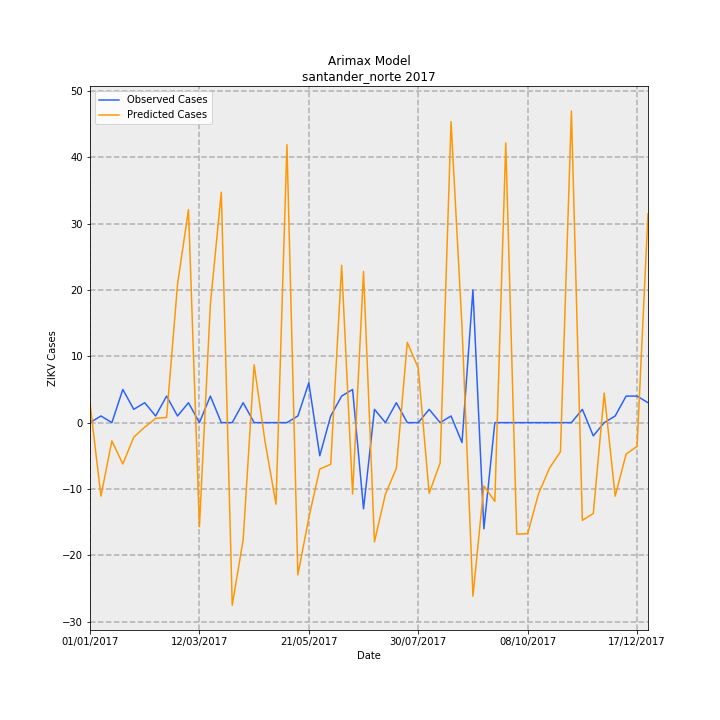 Arimax Model
santander_norte 2017
Observed Cases
Predicted Cases
50
40
30
20
10
0
−10
−20
−30
ZIKV Cases
01/01/2017 12/03/2017 21/05/2017 30/07/2017 08/10/2017 17/12/2017
Date